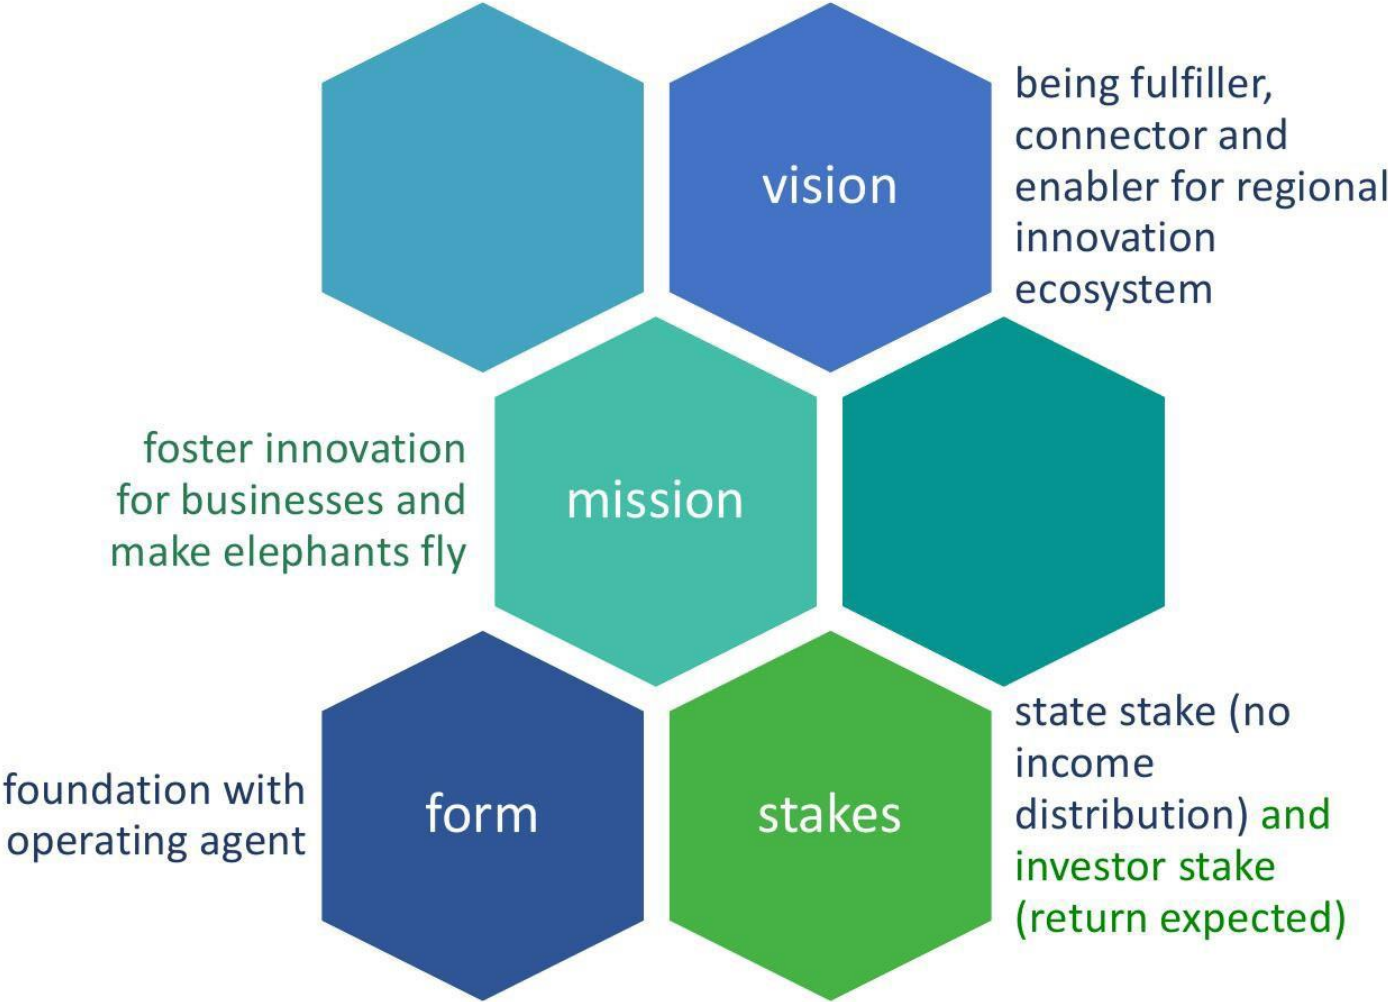 vision
being fulfiller,
connector and
enabler for regional
innovation
ecosystem
foster innovation
for businesses and
make elephants fly
mission
foundation with
operating agent
form
stakes
state stake (no
income
distribution) and
investor stake
(return expected)